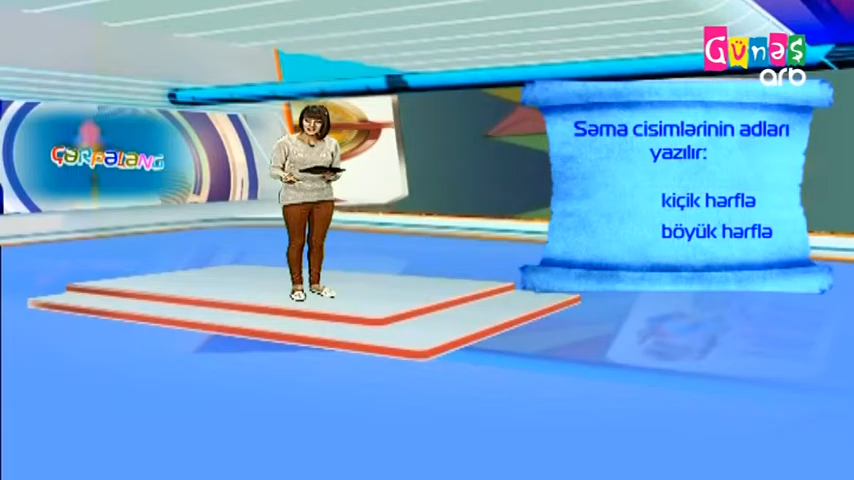 Günəş
arb
ÇƏRPƏLƏNG
Səma cisimlərinin adları
yazılır:
kiçik hərflə
böyük hərflə